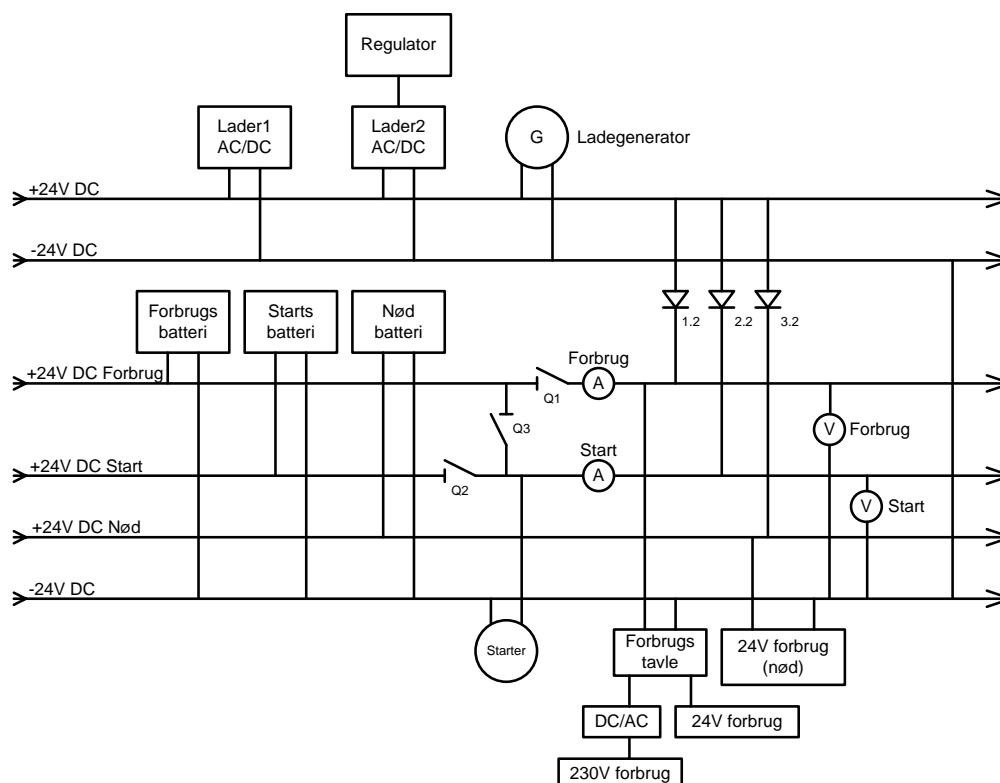 Regulator
Lader1
AC/DC
Lader2
AC/DC
G
Ladegenerator
+24V DC
-24V DC
Forbrugs
batteri
Starts
batteri
Nød
batteri
1.2
2.2
3.2
+24V DC Forbrug
Forbrug
A
Q1
Q3
V
Forbrug
+24V DC Start
Start
A
Q2
V
Start
+24V DC Nød
-24V DC
Starter
Forbrugs
tavle
24V forbrug
(nød)
DC/AC
24V forbrug
230V forbrug